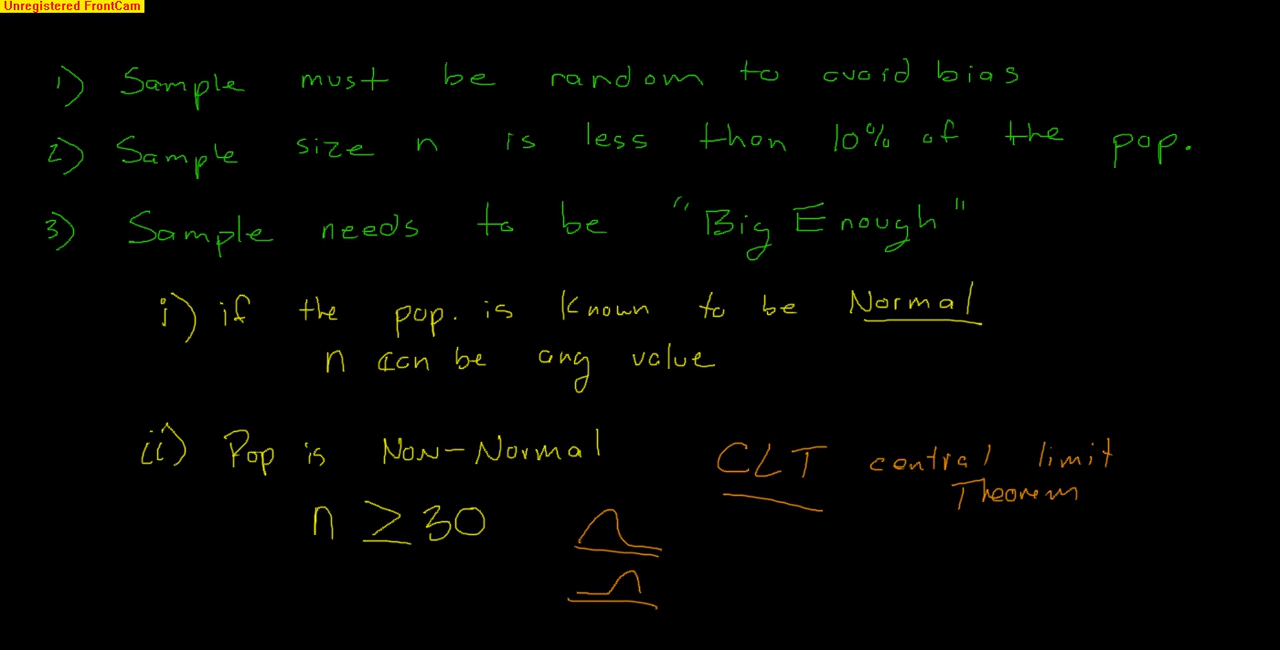 Unregistered FrontCam
1) Sample must be random to avoid bias
2) Sample size n is less than 10% of the pop.
3) Sample needs to be "Big Enough"
i) if the pop. is known to be Normal
n can be any value
ii) Pop is Non-Normal
CLT central limit
Theorem
n ≥ 30